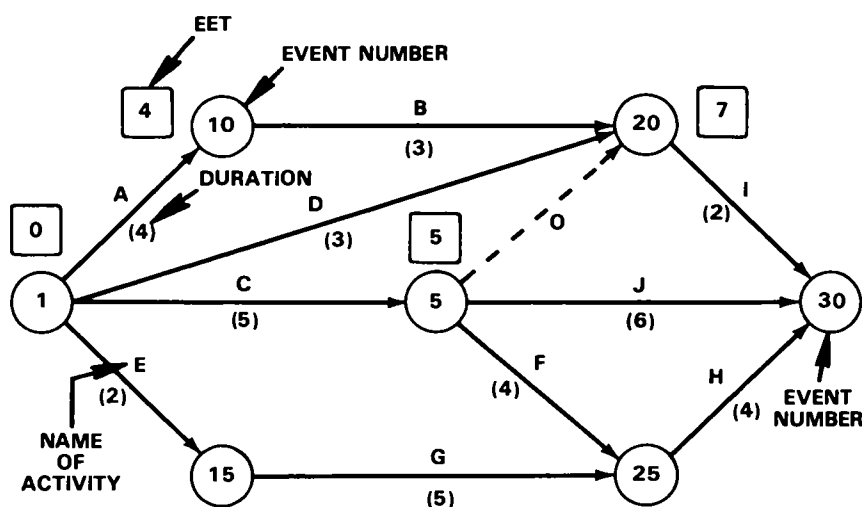 EET
EVENT NUMBER
4
10
B
20
7
(3)
A
DURATION
(4)
D
I
(2)
0
(3)
5
O
1
C
5
J
30
(5)
(6)
E
F
H
(2)
(4)
(4)
EVENT
NUMBER
NAME
OF
ACTIVITY
15
G
25
(5)